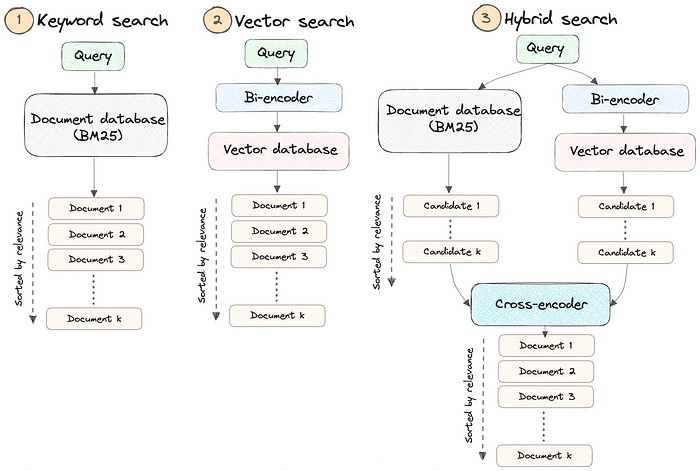 1 Keyword search
Query
Document database
(BM25)
Sorted by relevance
Document 1
Document 2
Document 3
Document k
2 Vector search
Query
Bi-encoder
Vector database
Sorted by relevance
Document 1
Document 2
Document 3
Document k
3 Hybrid search
Query
Document database
(BM25)
Bi-encoder
Vector database
Sorted by relevance
Candidate 1
Candidate k
Candidate 1
Candidate k
Cross-encoder
Sorted by relevance
Document 1
Document 2
Document 3
Document k